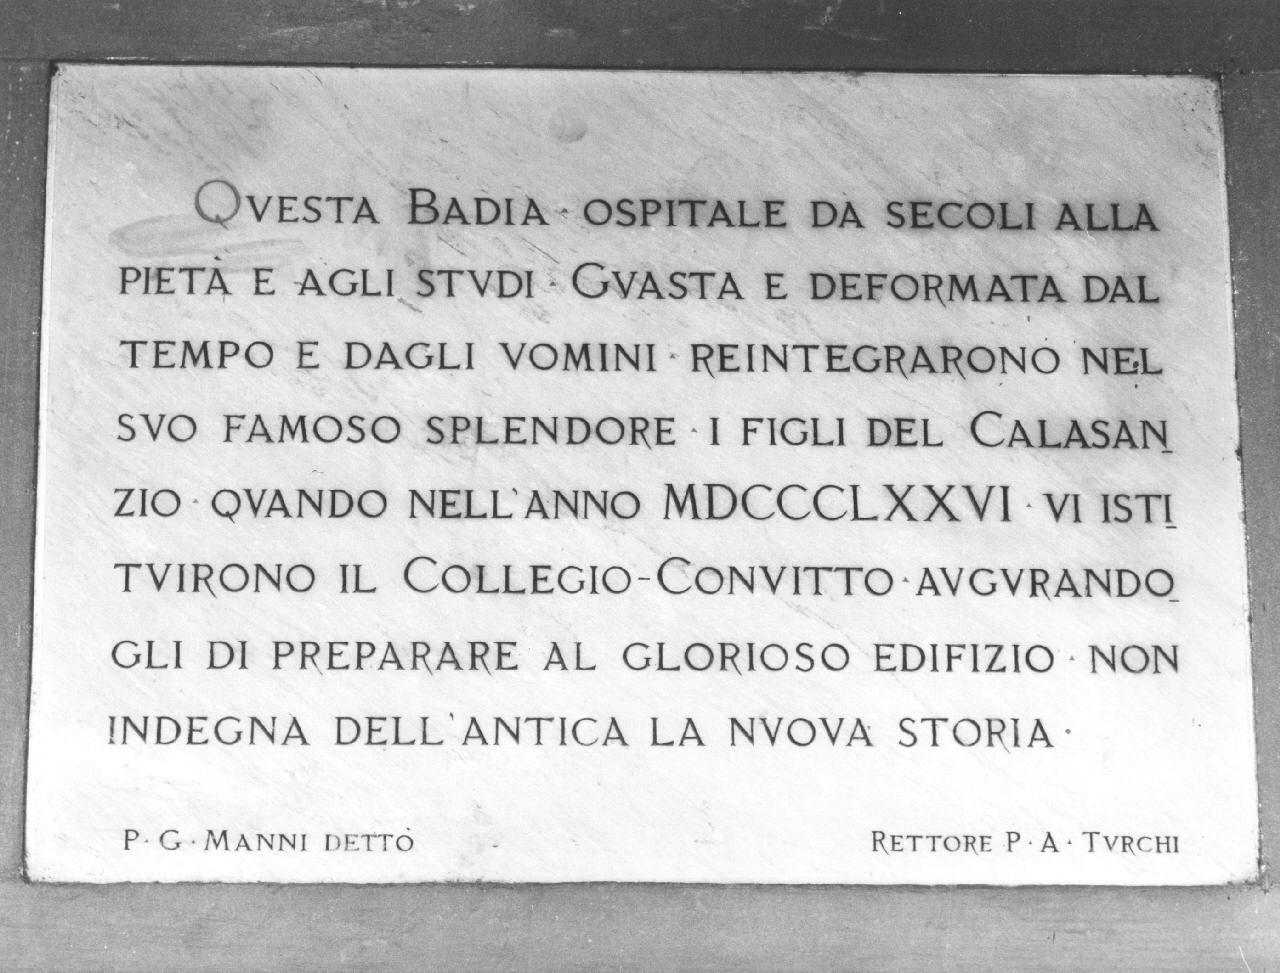 QVESTA BADIA · OSPITALE DA SECOLI ALLA
PIETÀ E AGLI STVDI · GVASTA E DEFORMATA DAL
TEMPO E DAGLI VOMINI · REINTEGRARONO NEL
SVO FAMOSO SPLENDORE · I FIGLI DEL CALASAN
ZIO · QVANDO NELL'ANNO MDCCCLXXVI · VI ISTI
TVIRONO IL COLLEGIO-CONVITTO · AVGVRANDO
GLI DI PREPARARE AL GLORIOSO EDIFIZIO · NON
INDEGNA DELL'ANTICA LA NVOVA STORIA ·
P · G · MANNI DETTÒ
RETTORE P · A · TVRCHI